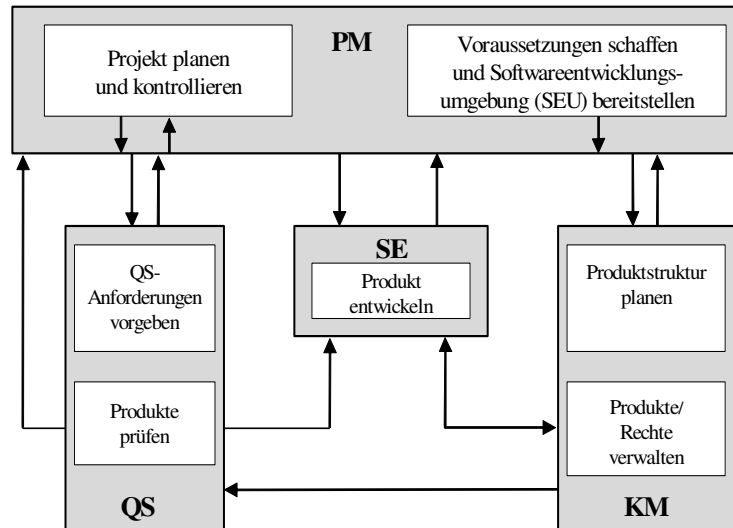 PM
Projekt planen
und kontrollieren
Voraussetzungen schaffen
und Softwareentwicklungs-
umgebung (SEU) bereitstellen
QS-
Anforderungen
vorgeben
Produkte
prüfen
QS
SE
Produkt
entwickeln
Produktstruktur
planen
Produkte/
Rechte
verwalten
KM